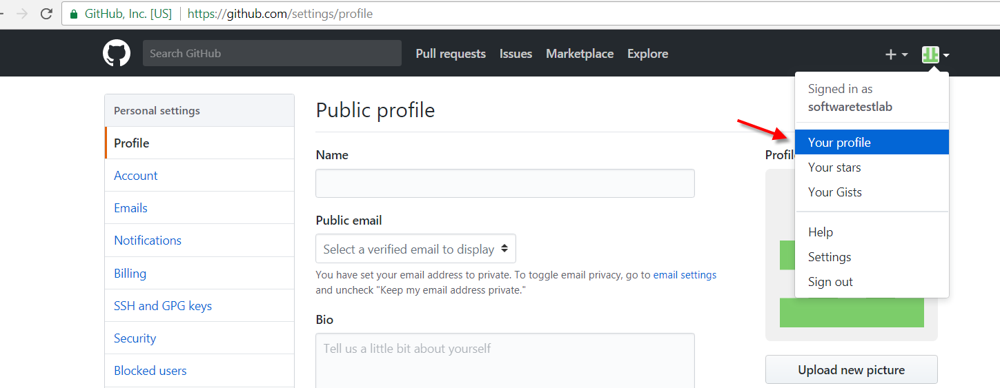 GitHub, Inc. [US] https://github.com/settings/profile
Search GitHub
Pull requests Issues Marketplace Explore
Signed in as
softwaretestlab
Your profile
Your stars
Your Gists
Help
Settings
Sign out
Personal settings
Profile
Account
Emails
Notifications
Billing
SSH and GPG keys
Security
Blocked users
Public profile
Name
Public email
Select a verified email to display
You have set your email address to private. To toggle email privacy, go to email settings
and uncheck "Keep my email address private."
Bio
Tell us a little bit about yourself
Upload new picture